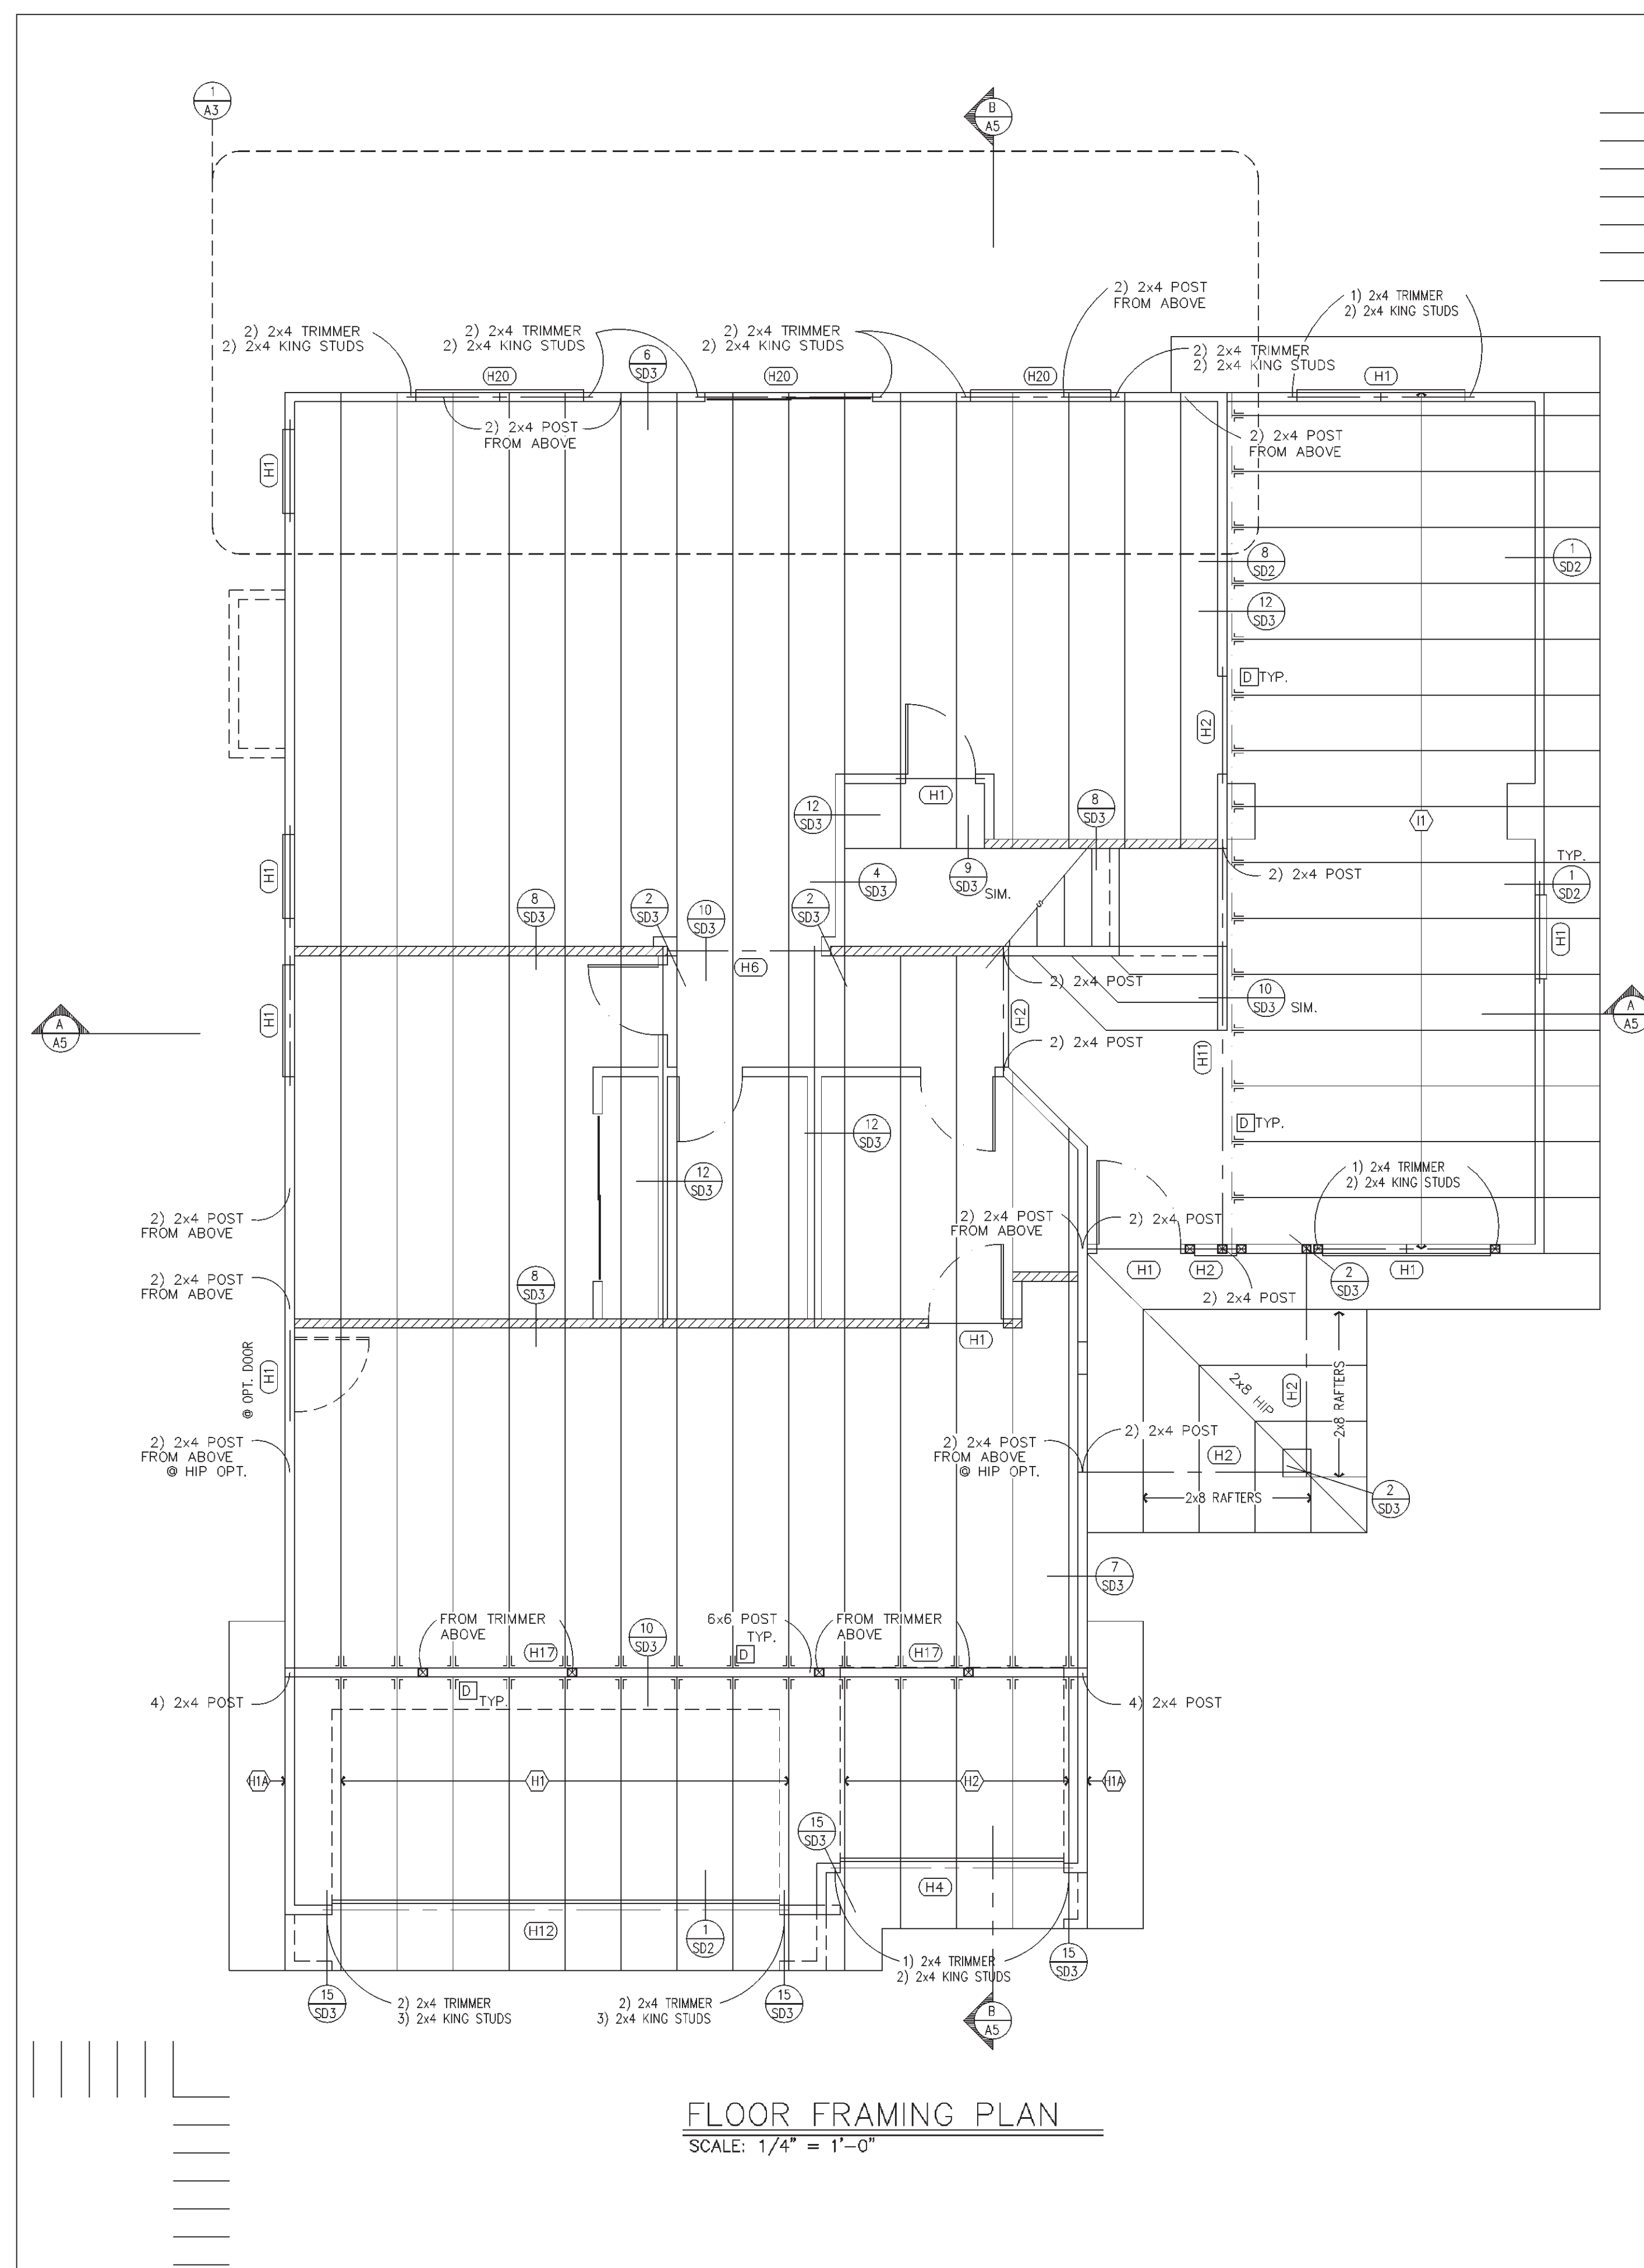 1
A3
B
A5
2) 2x4 POST
FROM ABOVE
1) 2x4 TRIMMER
2) 2x4 KING STUDS
2) 2x4 TRIMMER
2) 2x4 KING STUDS
2) 2x4 TRIMMER
2) 2x4 KING STUDS
2) 2x4 TRIMMER
2) 2x4 KING STUDS
2) 2x4 TRIMMER
2) 2x4 KING STUDS
6
SD3
H20
H20
H20
H1
2) 2x4 POST
FROM ABOVE
2) 2x4 POST
FROM ABOVE
H1
8
SD2
1
SD2
12
SD3
D TYP.
H2
H1
12
SD3
8
SD3
I1
TYP.
1
SD2
4
SD3
9
SD3 SIM.
2) 2x4 POST
H1
8
SD3
2
SD3
10
SD3
2
SD3
S
H1
H6
2) 2x4 POST
10
SD3 SIM.
A
A5
H1
H2
A
A5
2) 2x4 POST
H11
12
SD3
D TYP.
12
SD3
1) 2x4 TRIMMER
2) 2x4 KING STUDS
2) 2x4 POST
FROM ABOVE
2) 2x4 POST
FROM ABOVE
2) 2x4 POST
2) 2x4 POST
FROM ABOVE
8
SD3
H1
H2
2
SD3
H1
2) 2x4 POST
H1
@ OPT. DOOR
H1
2x8 HIP
H2
2x8 RAFTERS
2) 2x4 POST
FROM ABOVE
@ HIP OPT.
2) 2x4 POST
FROM ABOVE
@ HIP OPT.
2) 2x4 POST
H2
2x8 RAFTERS
2
SD3
7
SD3
FROM TRIMMER
ABOVE
H17
10
SD3
6x6 POST
TYP.
D
FROM TRIMMER
ABOVE
H17
4) 2x4 POST
D TYP.
4) 2x4 POST
H1A
H1
H2
H1A
15
SD3
H4
H12
1
SD2
1) 2x4 TRIMMER
2) 2x4 KING STUDS
15
SD3
15
SD3
2) 2x4 TRIMMER
3) 2x4 KING STUDS
2) 2x4 TRIMMER
3) 2x4 KING STUDS
15
SD3
B
A5
FLOOR FRAMING PLAN
SCALE: 1/4" = 1'-0"